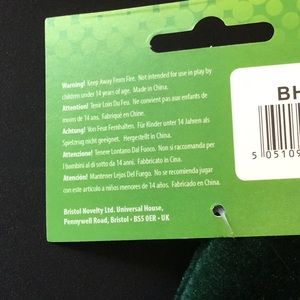 Warning! Keep Away From Fire. Not intended for use in play by
children under 14 years of age. Made in China.
Attention! Tenir Loin Du Feu. Ne convient pas aux enfants de
moins de 14 ans. Fabriqué en Chine.
Achtung! Von Feur Fernhalten. Für Kinder unter 14 Jahren als
Spielzeug nicht geeignet. Hergestellt in China.
Attenzione! Tenere Lontano Dal Fuoco. Non si raccomanda per
l bambini al di sotto da 14 anni. Fabbricato in Cina.
Atención! Mantener Lejos Del Fuego. No se recomienda jugar
con este articulo a niños menores de 14 años. Fabricado en China.
Bristol Novelty Ltd. Universal House,
Pennywell Road, Bristol • BS5 0ER • UK
BH
5 05109